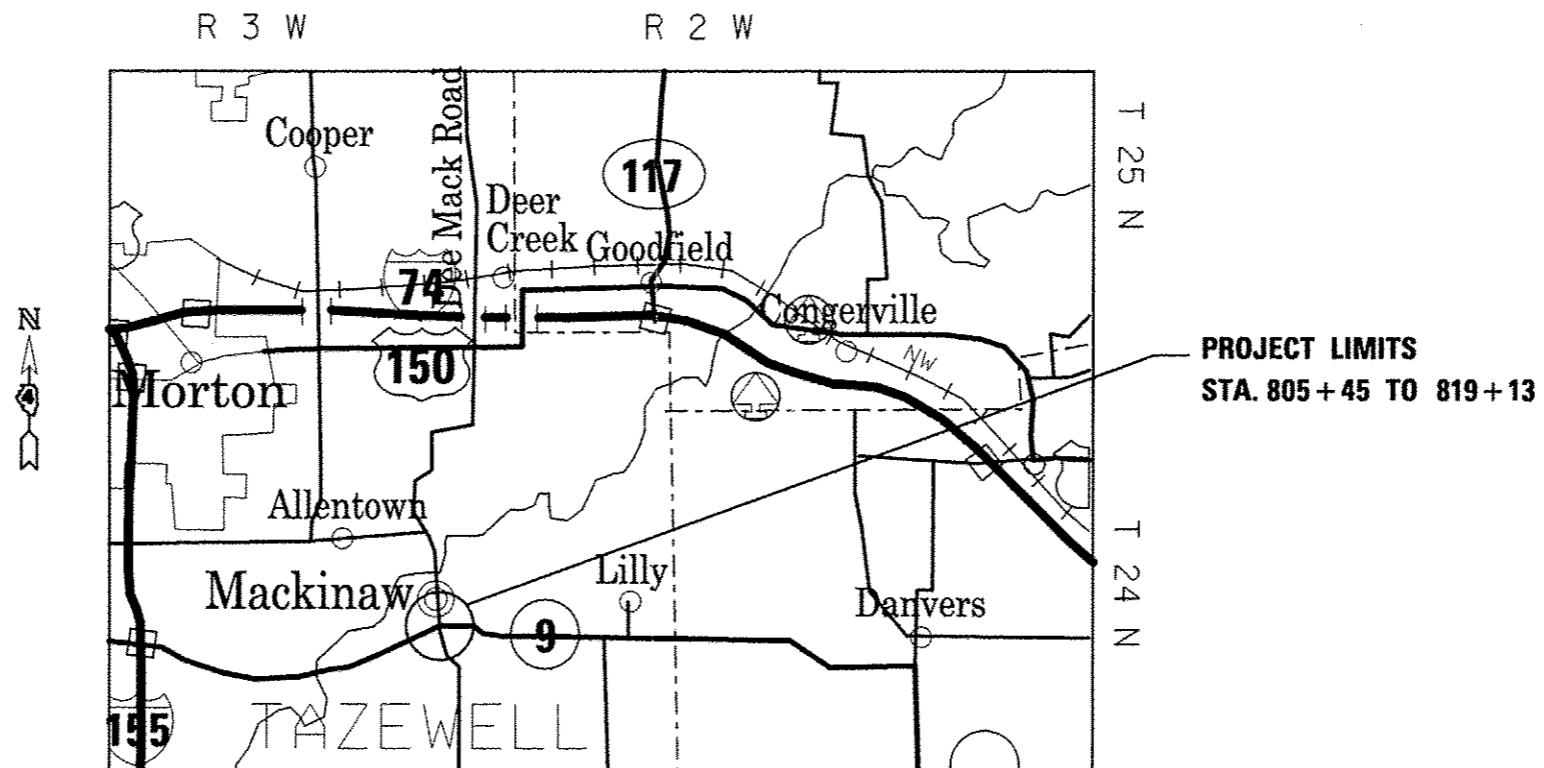 R 3 W
R 2 W
T 25 N
Cooper
Dee Mack Road
117
Deer
Creek
Goodfield
74
Congerville
N
150
NW
PROJECT LIMITS
STA. 805+45 TO 819+13
4
Morton
Allentown
T 24 N
Mackinaw
Lilly
Danvers
9
155
TAZEWELL